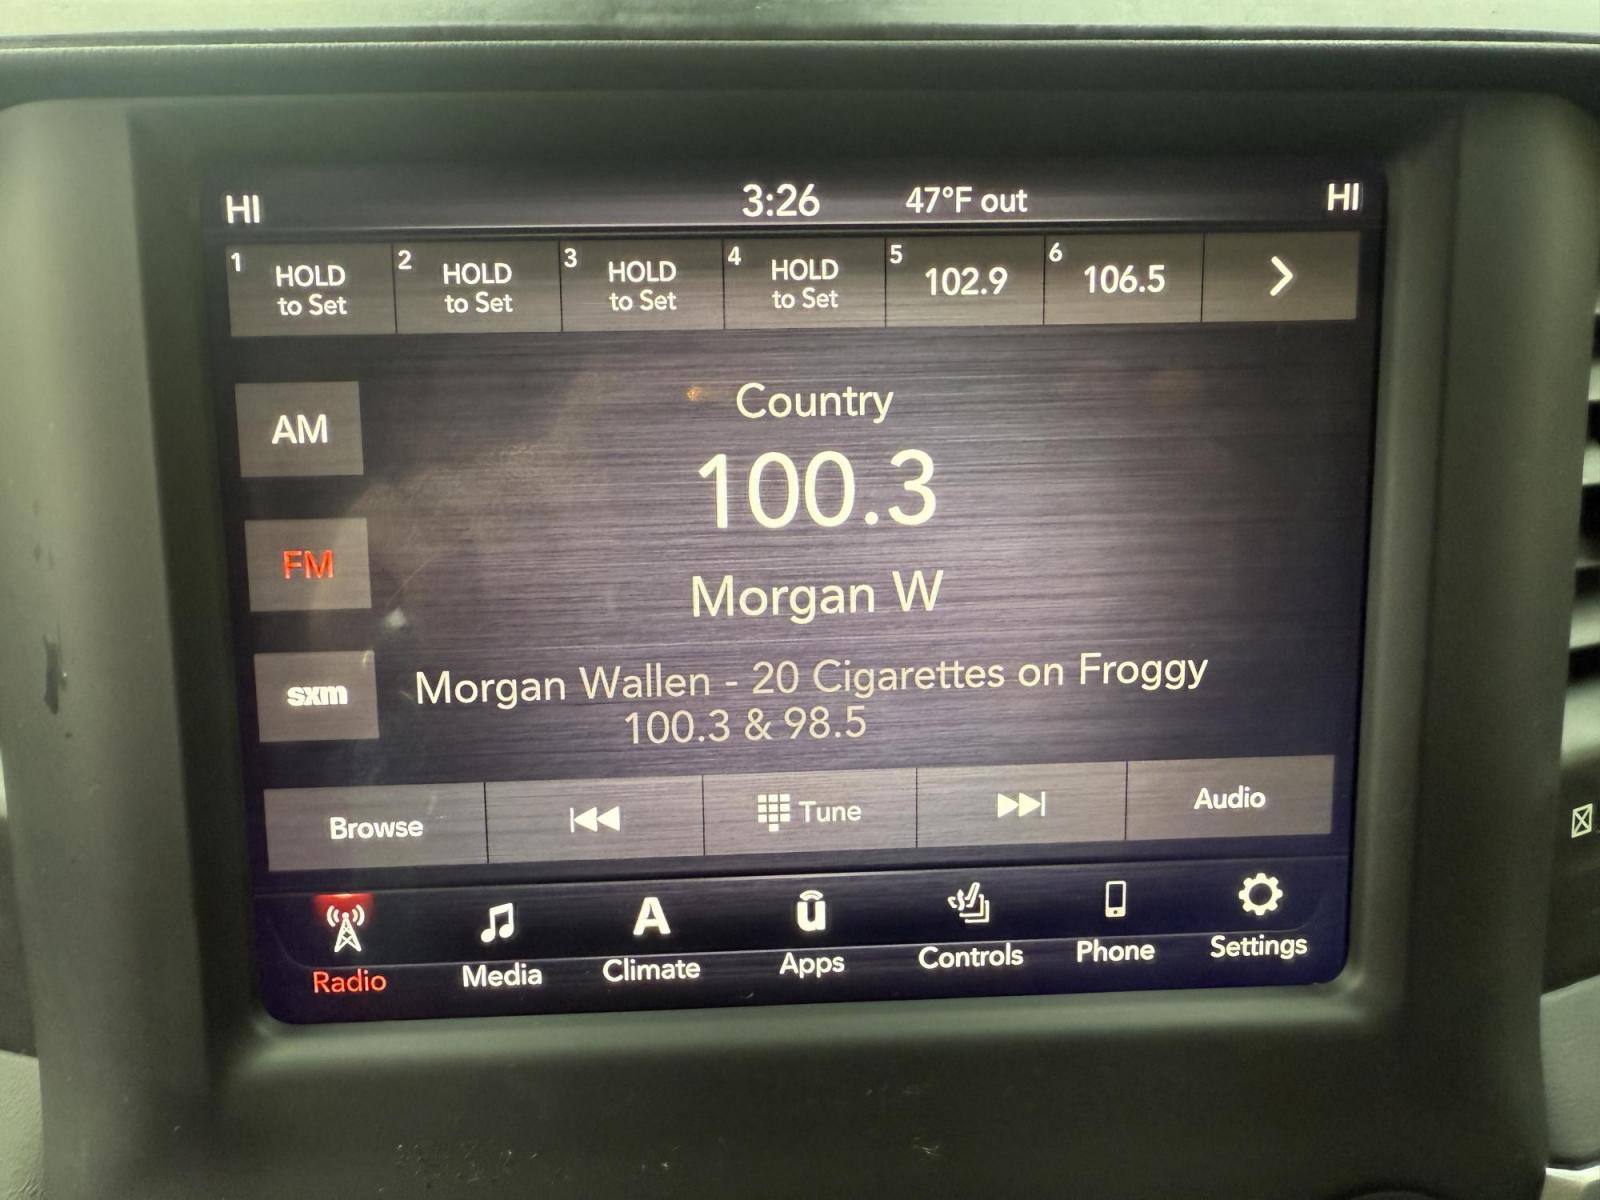 HI 3:26 47°F out HI
1 HOLD to Set
2 HOLD to Set
3 HOLD to Set
4 HOLD to Set
5 102.9
6 106.5
Country
AM
100.3
FM
Morgan W
sxm
Morgan Wallen - 20 Cigarettes on Froggy
100.3 & 98.5
Browse Tune Audio
A
ū
Radio Media Climate Apps Controls Phone Settings